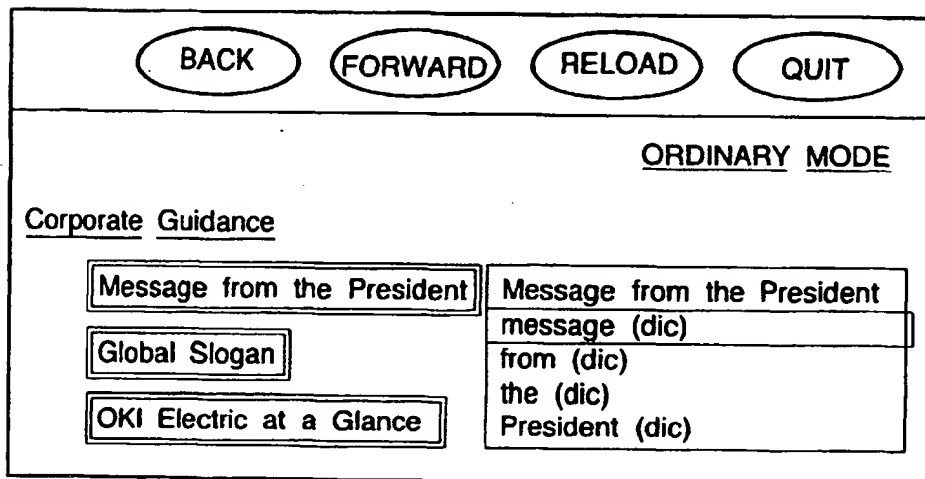 BACK FORWARD RELOAD QUIT
ORDINARY MODE
Corporate Guidance
Message from the President
Global Slogan
OKI Electric at a Glance
Message from the President
message (dic)
from (dic)
the (dic)
President (dic)